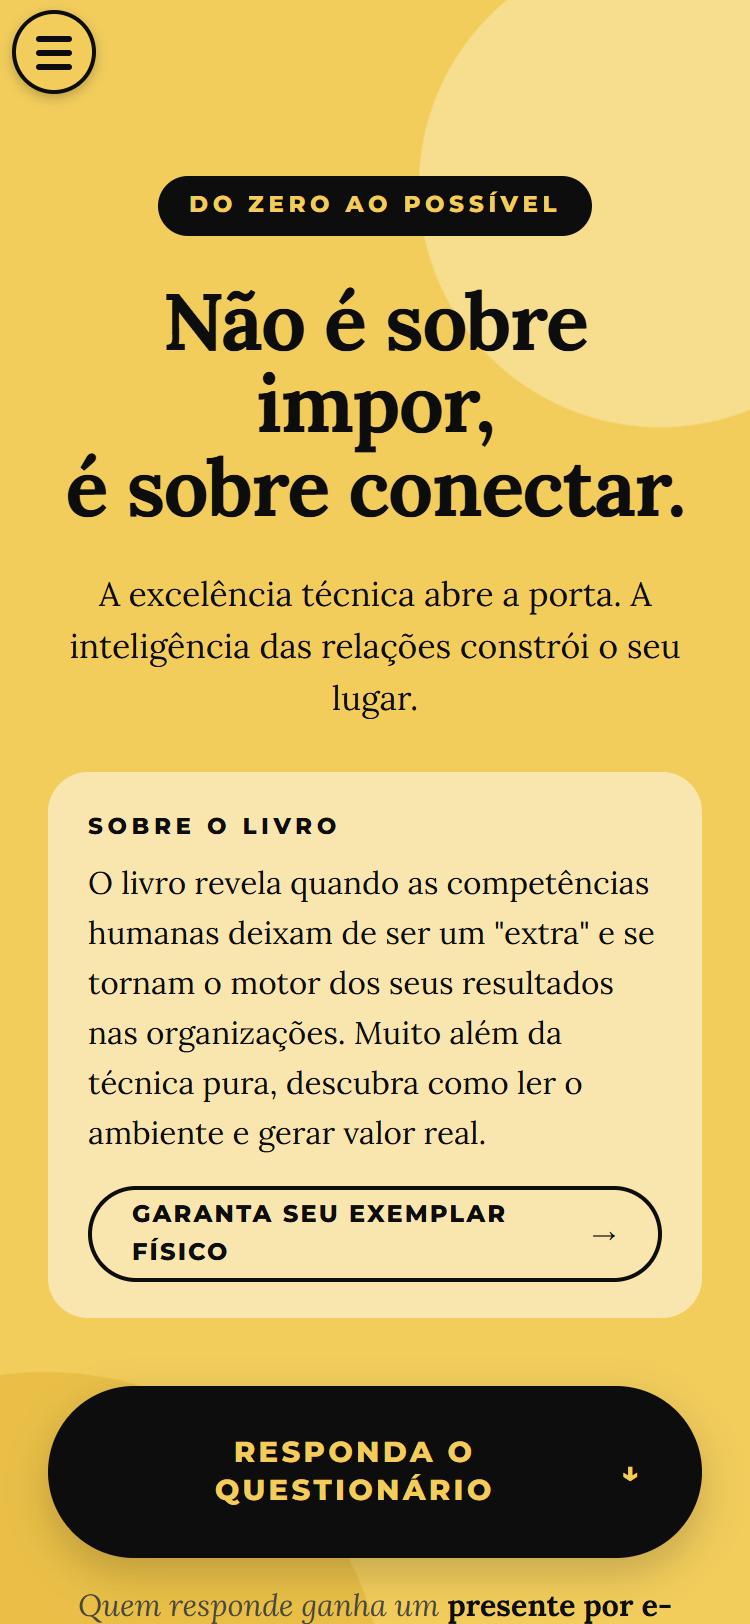 DO ZERO AO POSSÍVEL
Não é sobre
impor,
é sobre conectar.
A excelência técnica abre a porta. A
inteligência das relações constrói o seu
lugar.
SOBRE O LIVRO
O livro revela quando as competências
humanas deixam de ser um "extra" e se
tornam o motor dos seus resultados
nas organizações. Muito além da
técnica pura, descubra como ler o
ambiente e gerar valor real.
GARANTA SEU EXEMPLAR
FÍSICO →
RESPONDA O
QUESTIONÁRIO ↓
Quem responde ganha um presente por e-